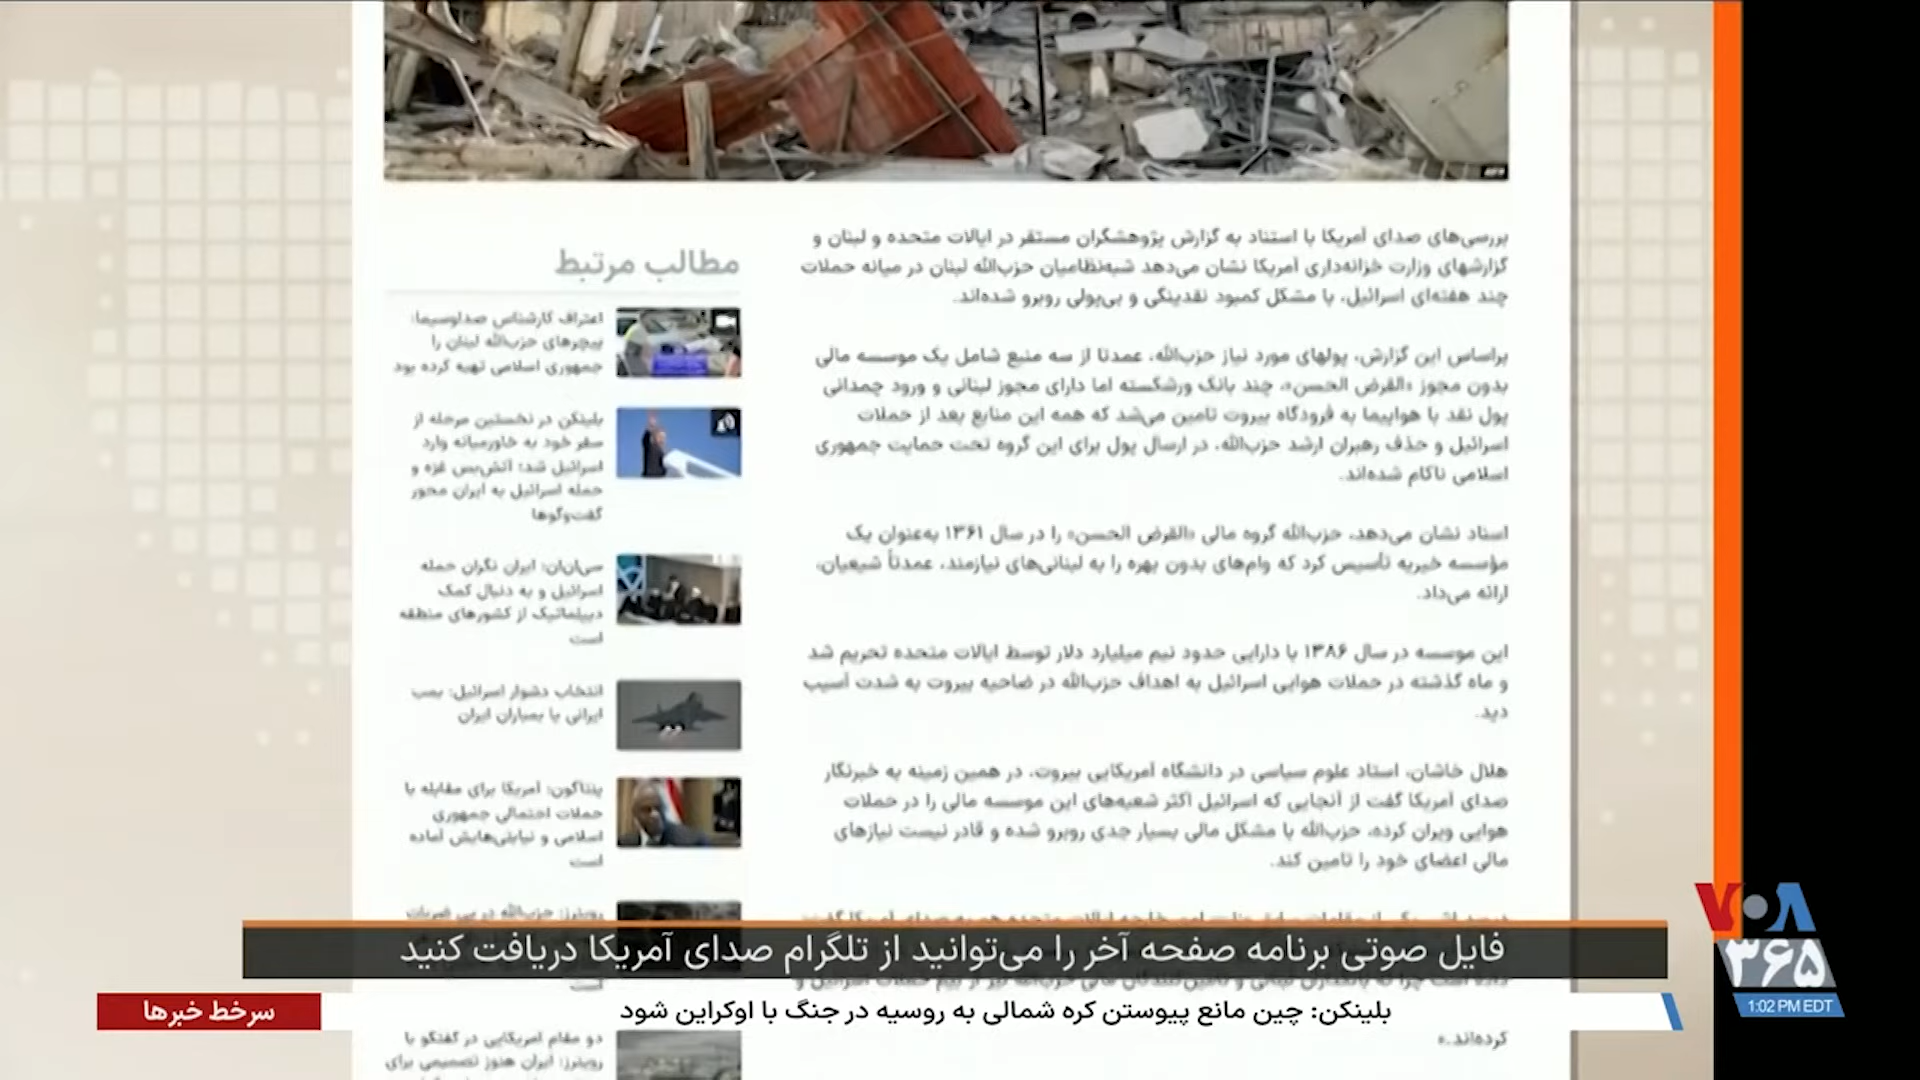 بررسی‌های صدای آمریکا با استناد به گزارش پژوهشگران مستقر در ایالات متحده و لبنان و
گزارشهای وزارت خزانه‌داری آمریکا نشان می‌دهد شبه‌نظامیان حزب‌الله لبنان در میانه حملات
چند هفته‌ای اسرائیل، با مشکل کمبود نقدینگی و بی‌پولی روبرو شده‌اند.
براساس این گزارش، پولهای مورد نیاز حزب‌الله، عمدتا از سه منبع شامل یک موسسه مالی
بدون مجوز «القرض الحسن»، چند بانک ورشکسته اما دارای مجوز لبنانی و ورود چمدانی
پول نقد با هواپیما به فرودگاه بیروت تامین می‌شد که همه این منابع بعد از حملات
اسرائیل و حذف رهبران ارشد حزب‌الله، در ارسال پول برای این گروه تحت حمایت جمهوری
اسلامی ناکام شده‌اند.
اسناد نشان می‌دهد، حزب‌الله گروه مالی «القرض الحسن» را در سال ۱۳۶۱ به‌عنوان یک
مؤسسه خیریه تأسیس کرد که وام‌های بدون بهره را به لبنانی‌های نیازمند، عمدتاً شیعیان،
ارائه می‌داد.
این موسسه در سال ۱۳۸۶ با دارایی حدود نیم میلیارد دلار توسط ایالات متحده تحریم شد
و ماه گذشته در حملات هوایی اسرائیل به اهداف حزب‌الله در ضاحیه بیروت به شدت آسیب
دید.
هلال خاشان، استاد علوم سیاسی در دانشگاه آمریکایی بیروت، در همین زمینه به خبرنگار
صدای آمریکا گفت از آنجایی که اسرائیل اکثر شعبه‌های این موسسه مالی را در حملات
هوایی ویران کرده، حزب‌الله با مشکل مالی بسیار جدی روبرو شده و قادر نیست نیازهای
مالی اعضای خود را تامین کند.
کرده‌اند.»
مطالب مرتبط
اعتراف کارشناس صداوسیما:
پیجرهای حزب‌الله لبنان را
جمهوری اسلامی تهیه کرده بود
بلینکن در نخستین مرحله از
سفر خود به خاورمیانه وارد
اسرائیل شد؛ آتش‌بس غزه و
حمله اسرائیل به ایران محور
گفت‌وگوها
سی‌ان‌ان: ایران نگران حمله
اسرائیل و به دنبال کمک
دیپلماتیک از کشورهای منطقه
است
انتخاب دشوار اسرائیل: بمب
ایرانی یا بمباران ایران
پنتاگون: آمریکا برای مقابله با
حملات احتمالی جمهوری
اسلامی و نیابتی‌هایش آماده
است
رویترز: حزب‌الله در پی ضربات
دو مقام آمریکایی در گفتگو با
رویترز: ایران هنوز تصمیمی برای
فایل صوتی برنامه صفحه آخر را می‌توانید از تلگرام صدای آمریکا دریافت کنید
سرخط خبرها
بلینکن: چین مانع پیوستن کره شمالی به روسیه در جنگ با اوکراین شود
VOA
۳۶۵
1:02 PM EDT